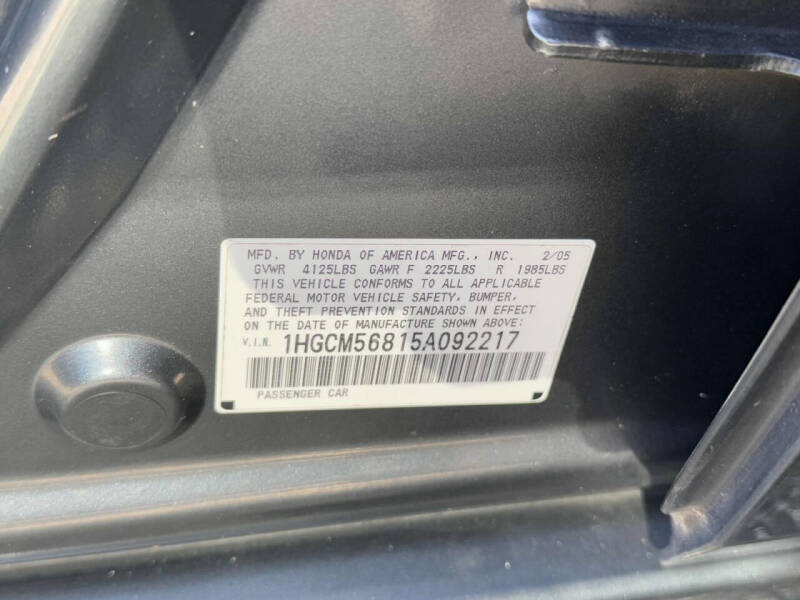 MFD. BY HONDA OF AMERICA MFG., INC. 2/05
GVWR 4125LBS GAWR F 2225LBS R 1985LBS
THIS VEHICLE CONFORMS TO ALL APPLICABLE
FEDERAL MOTOR VEHICLE SAFETY, BUMPER,
AND THEFT PREVENTION STANDARDS IN EFFECT
ON THE DATE OF MANUFACTURE SHOWN ABOVE:
V.I.N. 1HGCM56815A092217
PASSENGER CAR